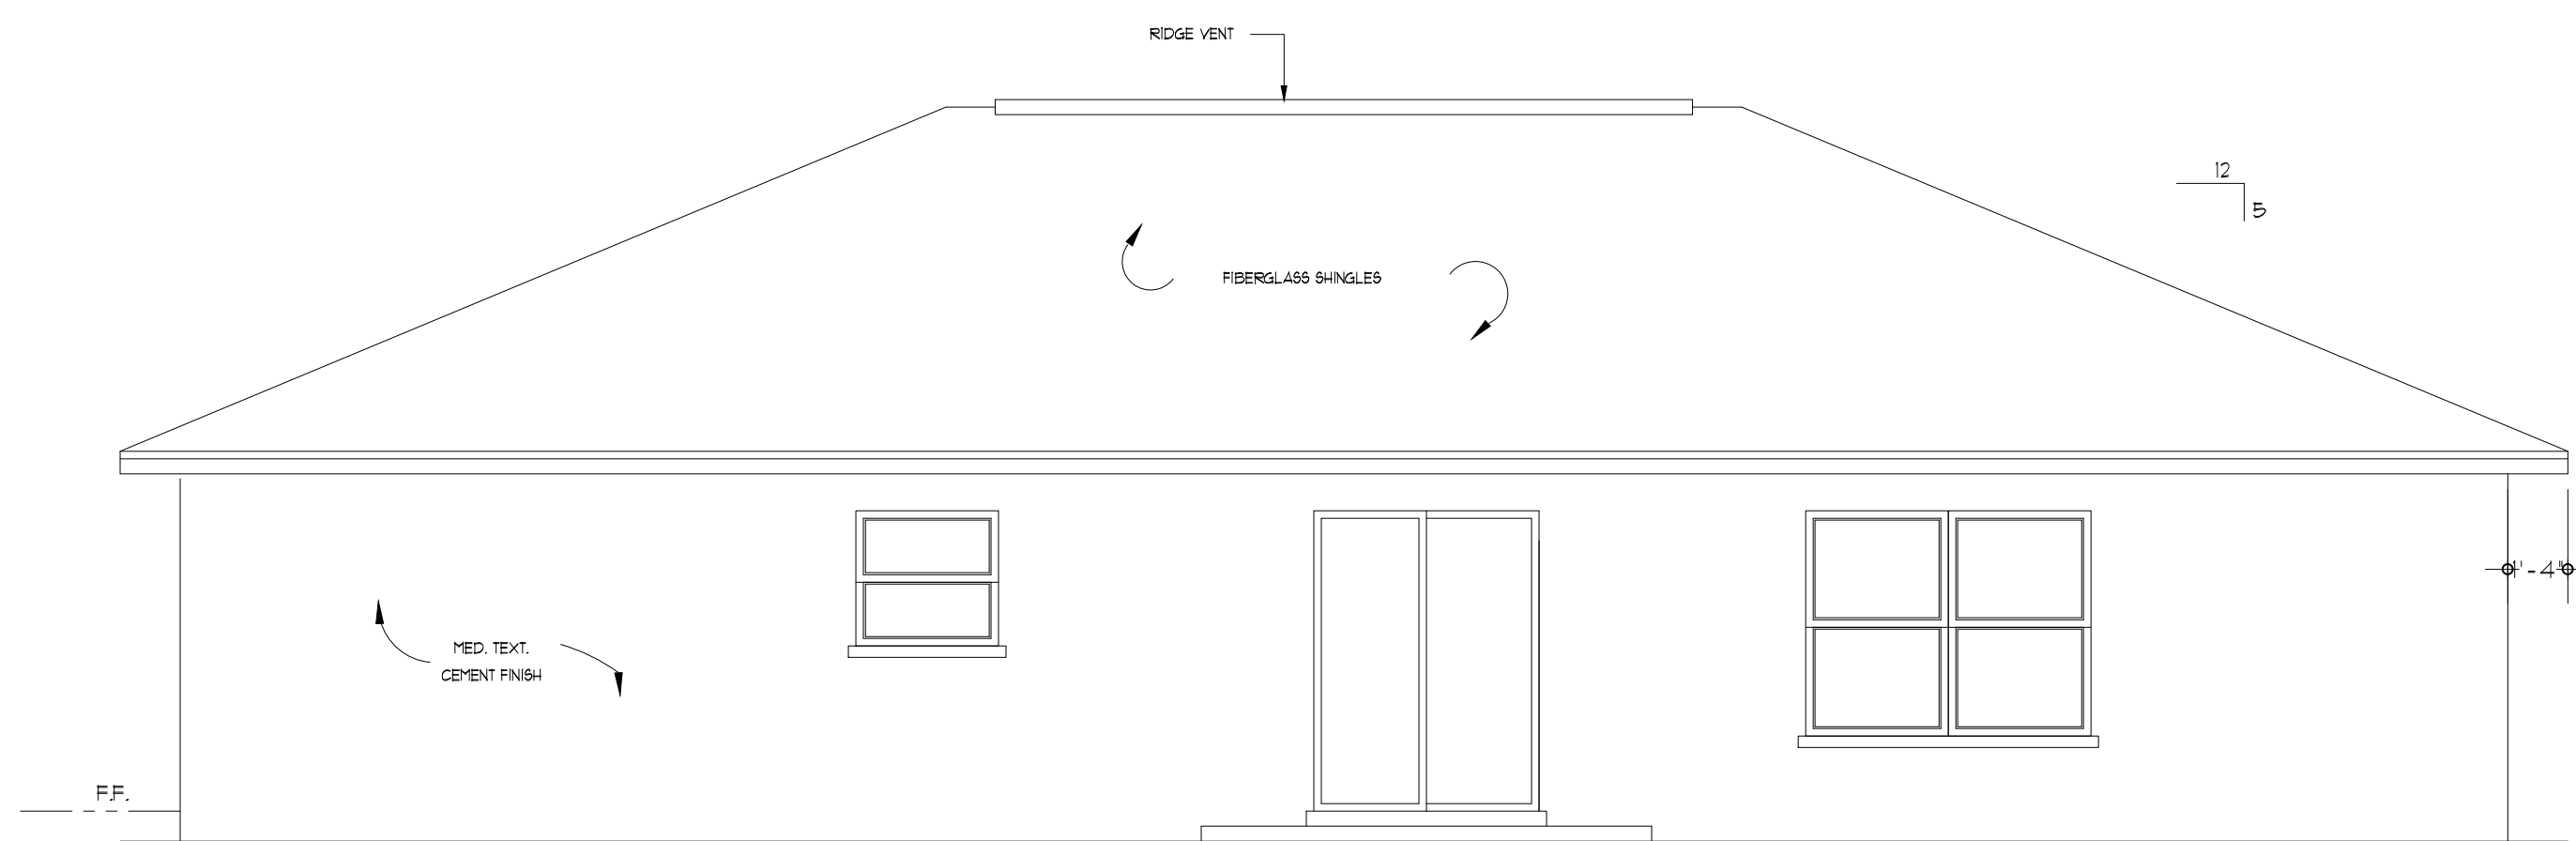 RIDGE VENT
12
5
FIBERGLASS SHINGLES
1'-4"
MED. TEXT.
CEMENT FINISH
F.F.